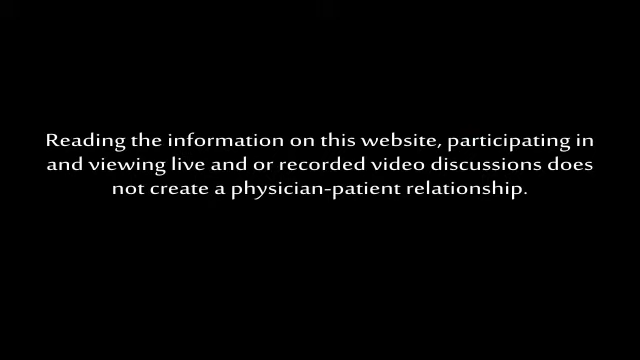 Reading the information on this website, participating in
and viewing live and or recorded video discussions does
not create a physician-patient relationship.